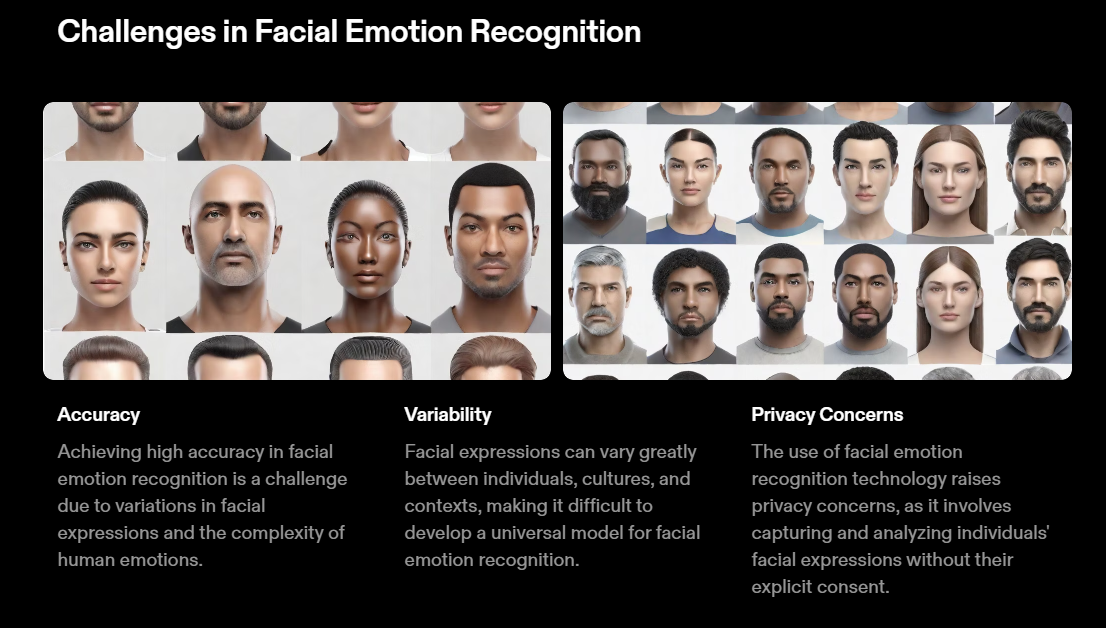 Challenges in Facial Emotion Recognition
Accuracy
Achieving high accuracy in facial
emotion recognition is a challenge
due to variations in facial
expressions and the complexity of
human emotions.
Variability
Facial expressions can vary greatly
between individuals, cultures, and
contexts, making it difficult to
develop a universal model for facial
emotion recognition.
Privacy Concerns
The use of facial emotion
recognition technology raises
privacy concerns, as it involves
capturing and analyzing individuals'
facial expressions without their
explicit consent.